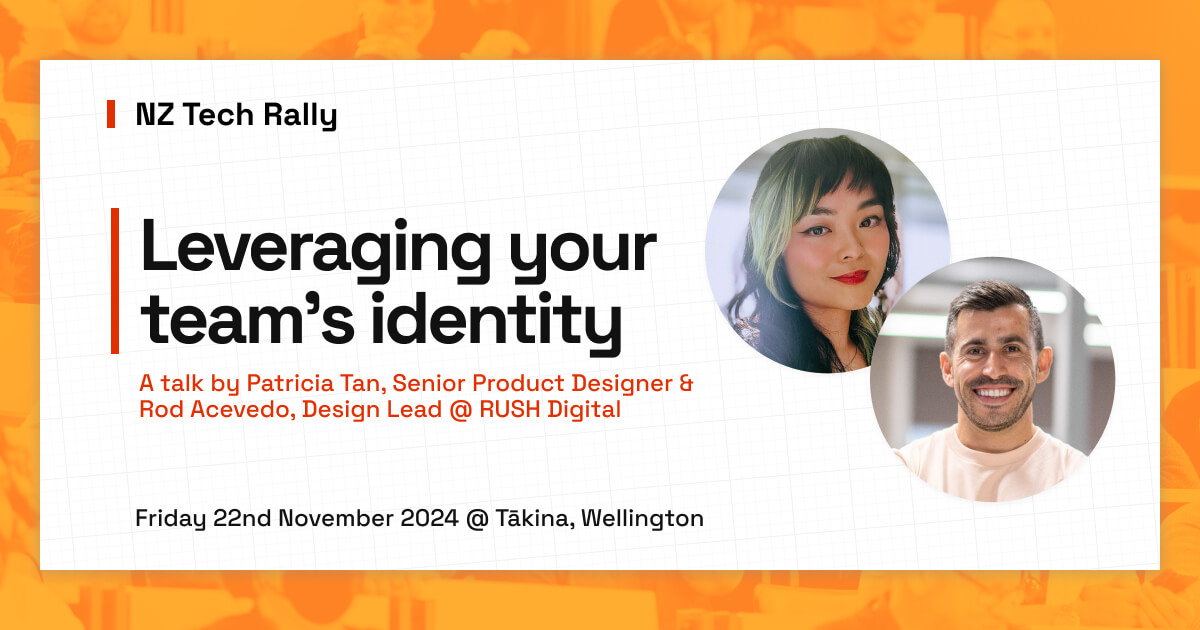 NZ Tech Rally
Leveraging your
team’s identity
A talk by Patricia Tan, Senior Product Designer &
Rod Acevedo, Design Lead @ RUSH Digital
Friday 22nd November 2024 @ Tākina, Wellington